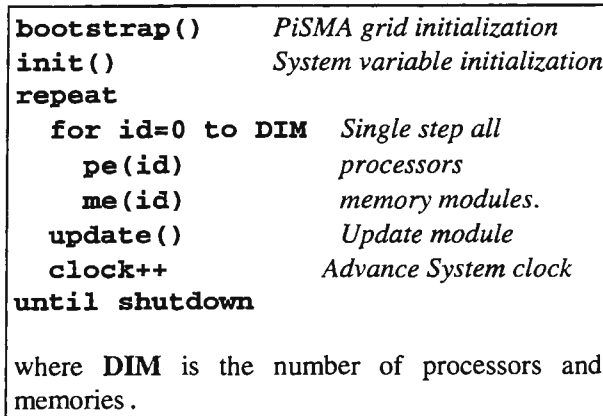 bootstrap() PiSMA grid initialization
init() System variable initialization
repeat
for id=0 to DIM Single step all
pe(id) processors
me(id) memory modules.
update() Update module
clock++ Advance System clock
until shutdown
where DIM is the number of processors and
memories.